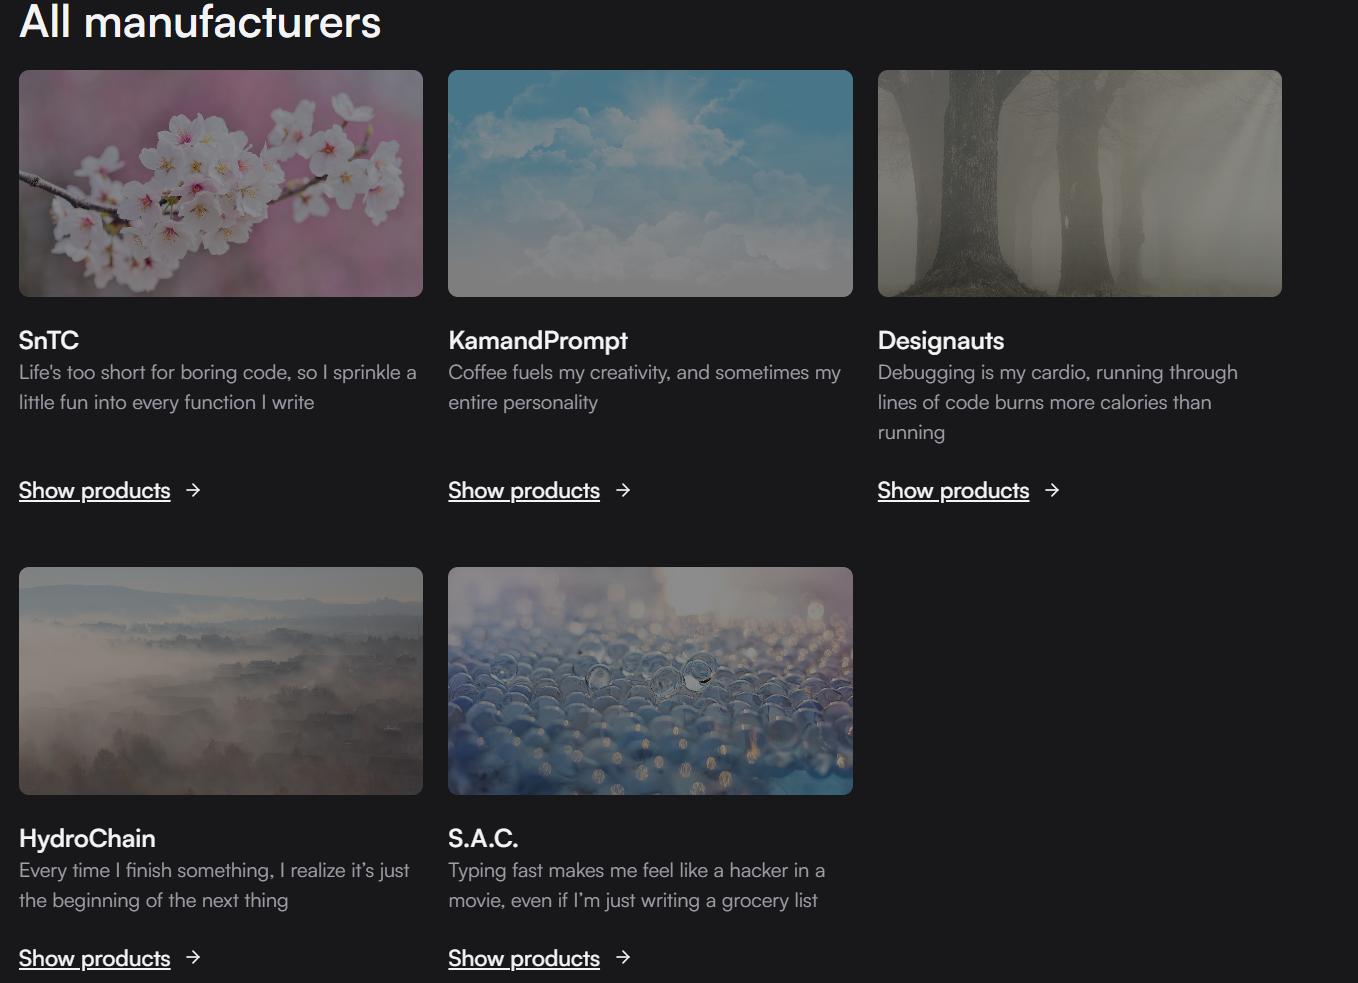 All manufacturers
SnTC
Life's too short for boring code, so I sprinkle a
little fun into every function I write
Show products
KamandPrompt
Coffee fuels my creativity, and sometimes my
entire personality
Show products
Designauts
Debugging is my cardio, running through
lines of code burns more calories than
running
Show products
HydroChain
Every time I finish something, I realize it’s just
the beginning of the next thing
Show products
S.A.C.
Typing fast makes me feel like a hacker in a
movie, even if I’m just writing a grocery list
Show products